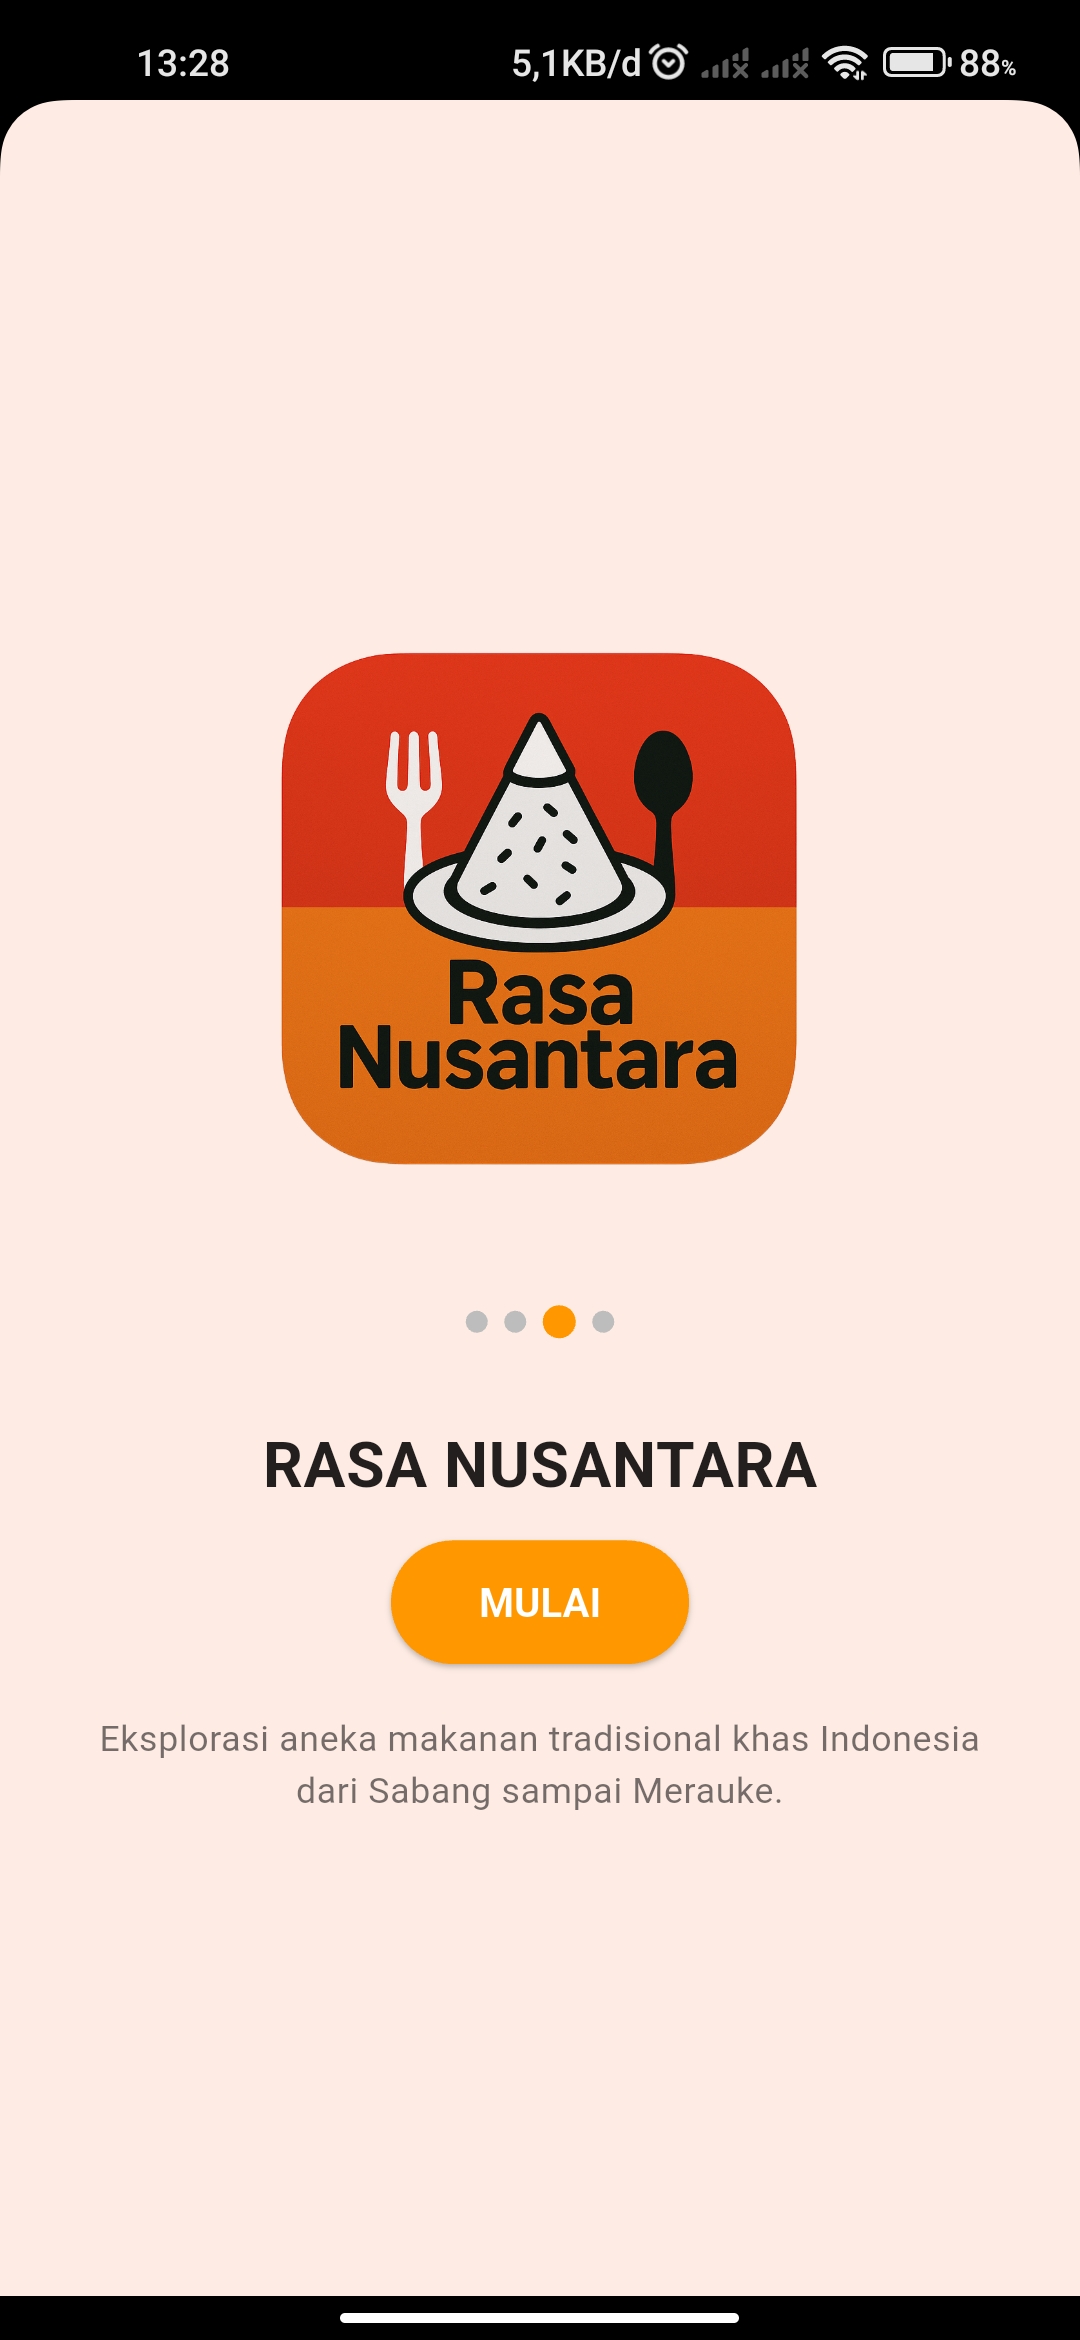 13:28 5,1KB/d 88%
Rasa
Nusantara
RASA NUSANTARA
MULAI
Eksplorasi aneka makanan tradisional khas Indonesia
dari Sabang sampai Merauke.